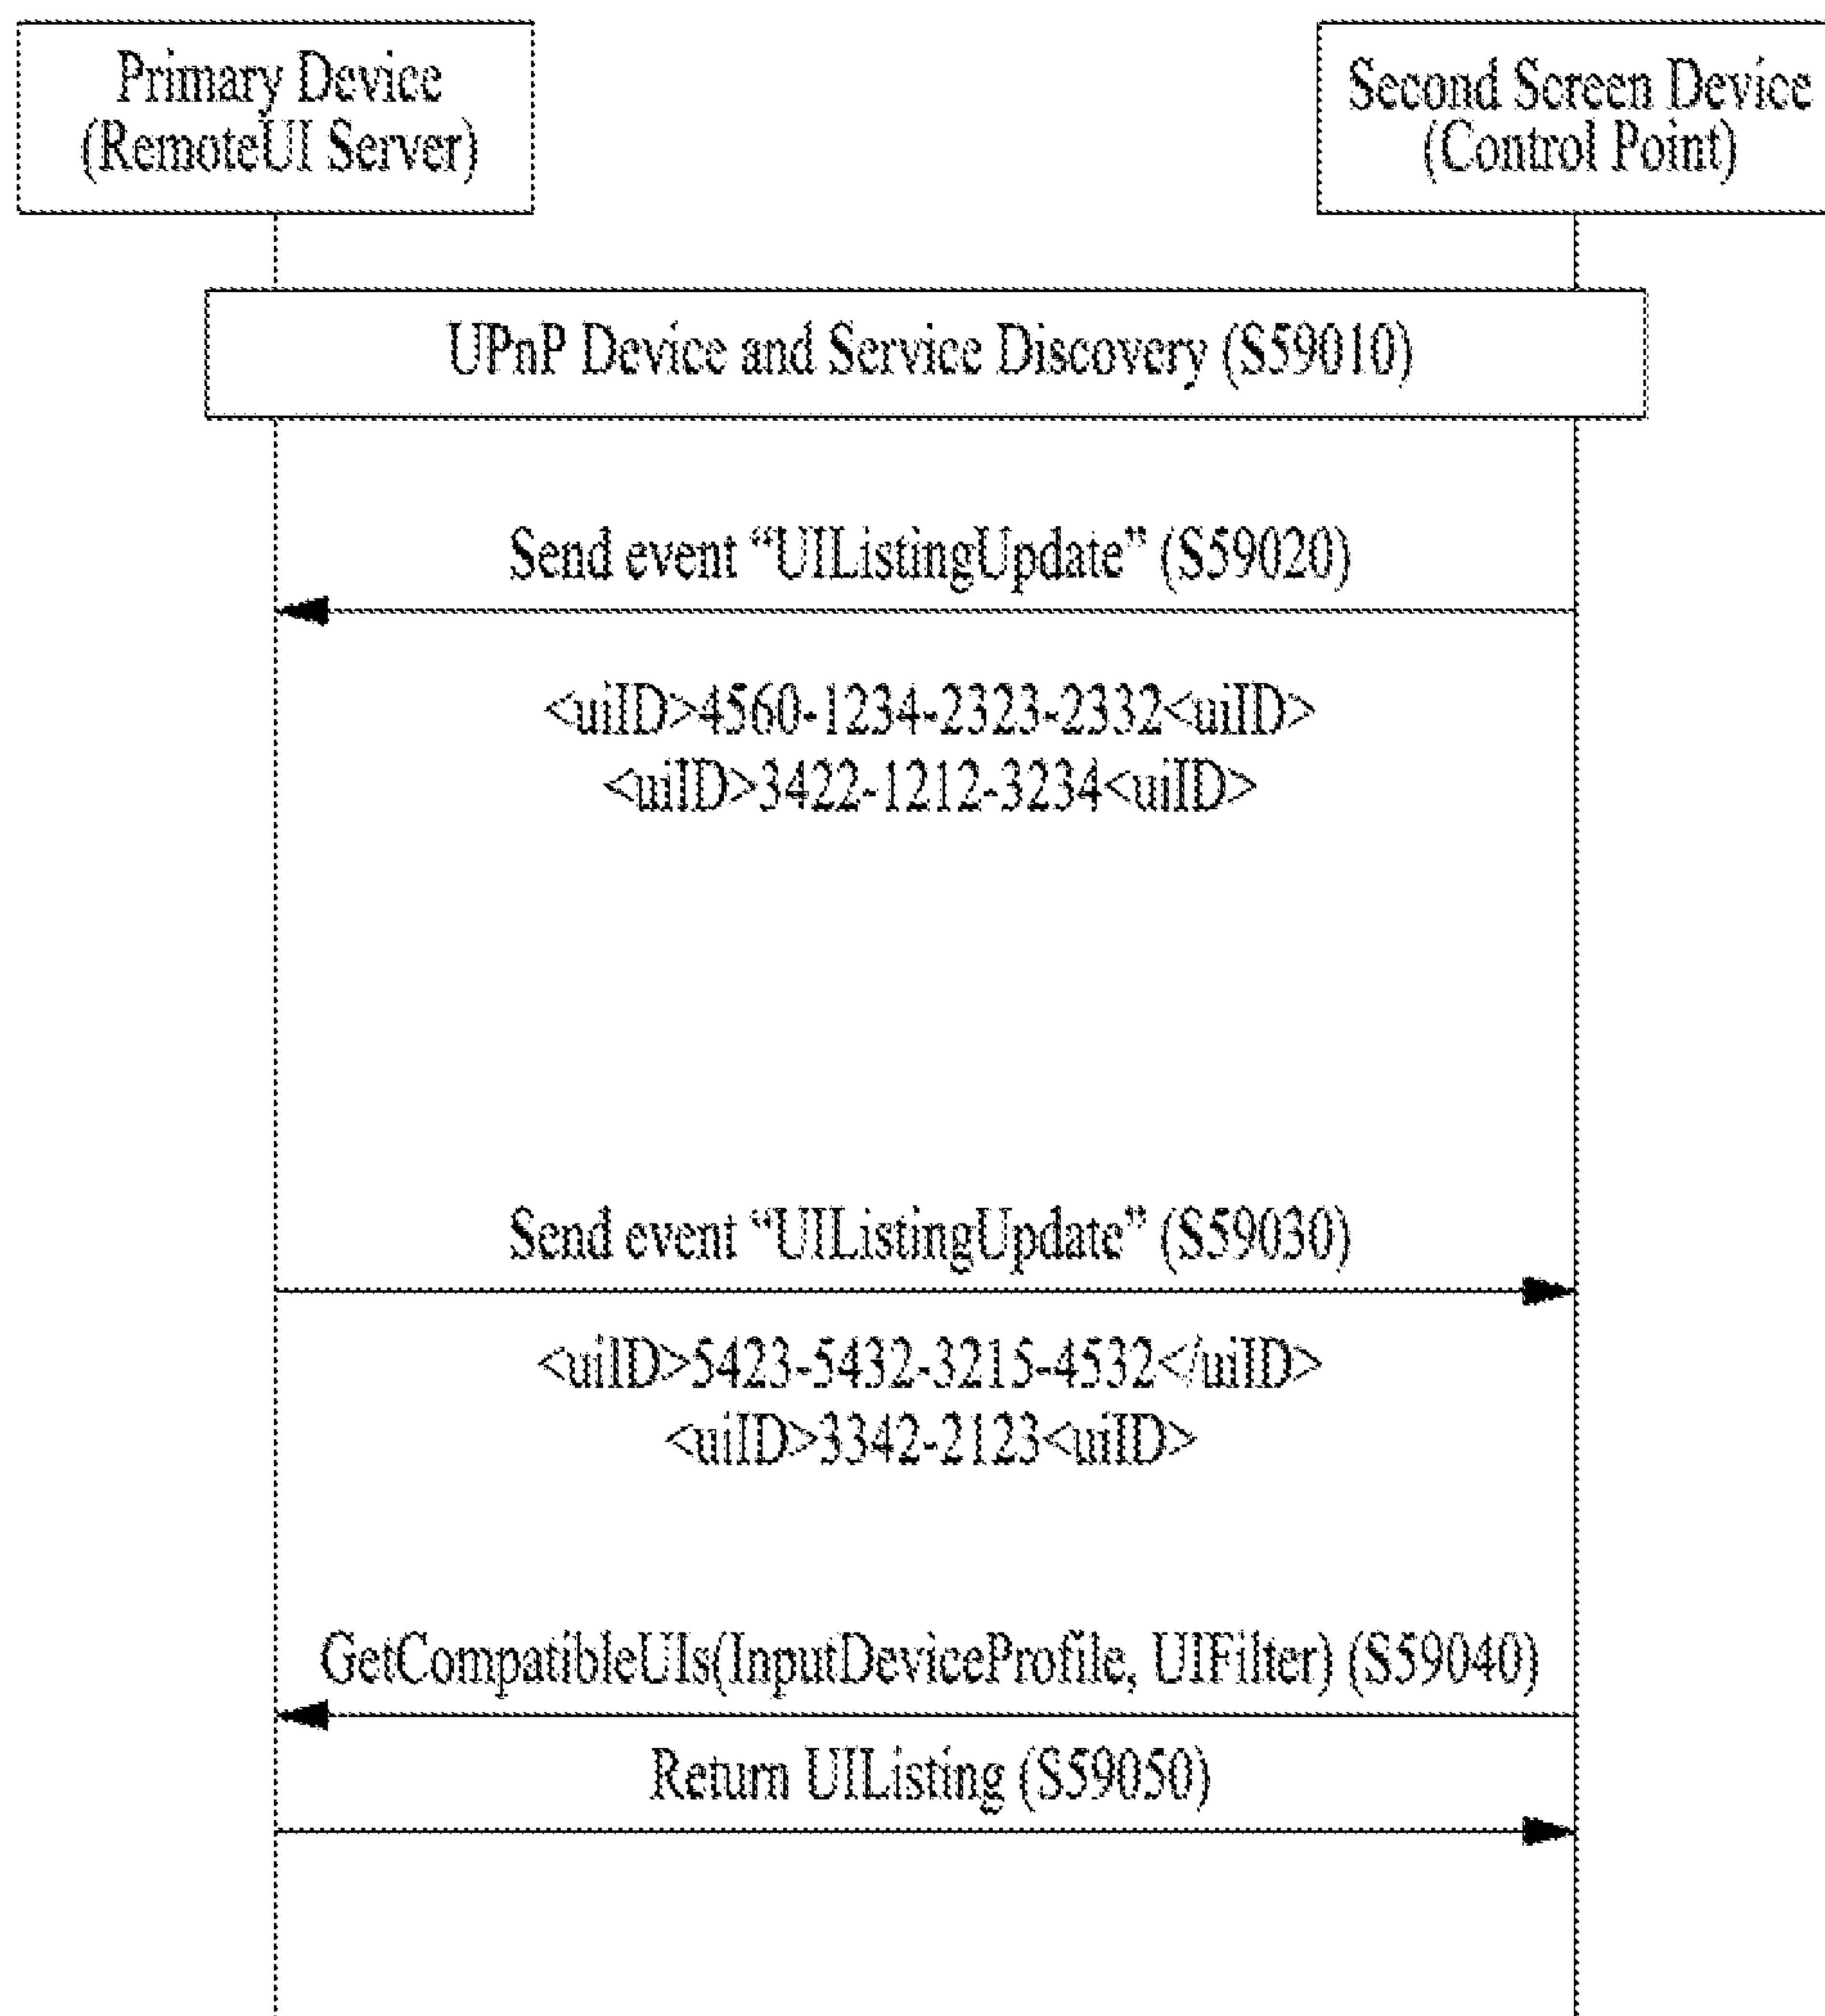 Primary Device
(RemoteUI Server)
Second Screen Device
(Control Point)
UPnP Device and Service Discovery (S59010)
Send event “UIListingUpdate” (S59020)
<uiID>4560-1234-2323-2332<uiID>
<uiID>3422-1212-3234<uiID>
Send event “UIListingUpdate” (S59030)
<uiID>5423-5432-3215-4532</uiID>
<uiID>3342-2123<uiID>
GetCompatibleUIs(InputDeviceProfile, UIFilter) (S59040)
Return UIListing (S59050)